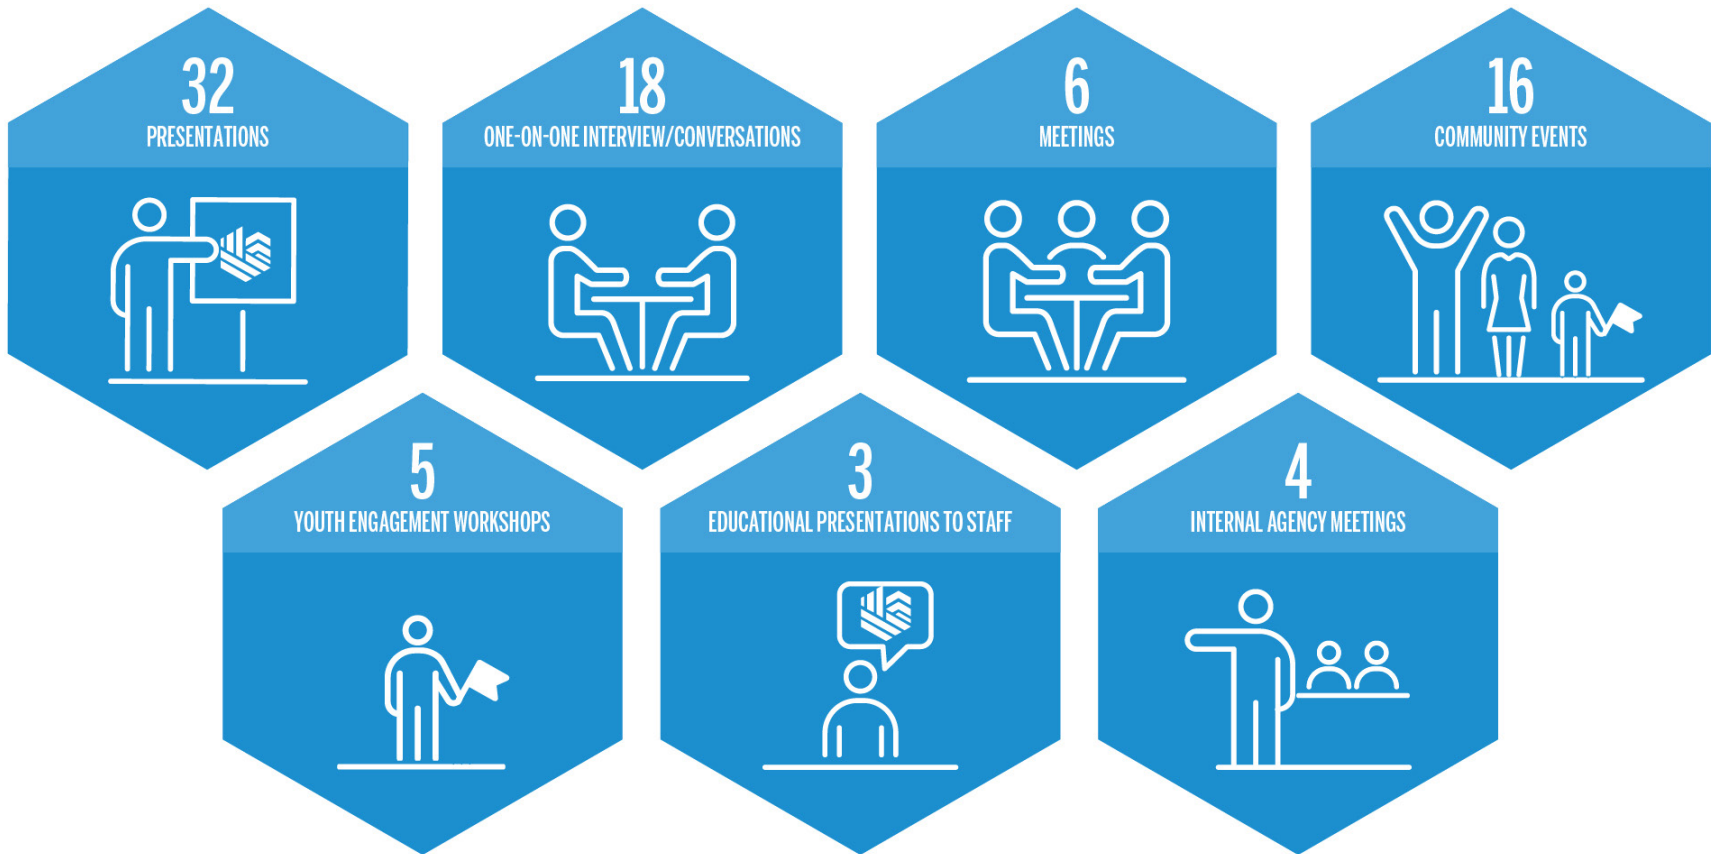 32
PRESENTATIONS
18
ONE-ON-ONE INTERVIEW/CONVERSATIONS
6
MEETINGS
16
COMMUNITY EVENTS
5
YOUTH ENGAGEMENT WORKSHOPS
3
EDUCATIONAL PRESENTATIONS TO STAFF
4
INTERNAL AGENCY MEETINGS